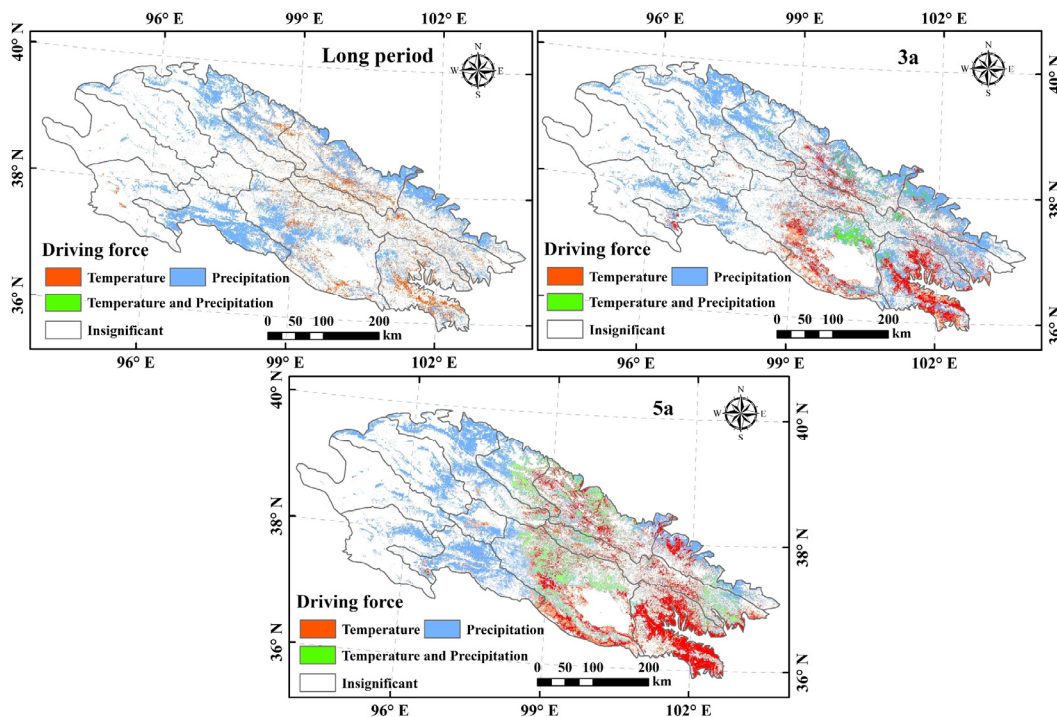 96° E 99° E 102° E
40° N
Long period
N
W E
S
38° N
Driving force
Temperature Precipitation
Temperature and Precipitation
36° N
Insignificant
0 50 100 200
km
96° E 99° E 102° E
96° E 99° E 102° E
3a
N
W E
S
40° N
38° N
Driving force
Temperature Precipitation
Temperature and Precipitation
36° N
Insignificant
0 50 100 200
km
99° E 102° E
40° N
5a
N
W E
S
40° N
38° N
38° N
Driving force
Temperature Precipitation
Temperature and Precipitation
36° N
Insignificant
0 50 100 200
km
36° N
96° E 99° E 102° E